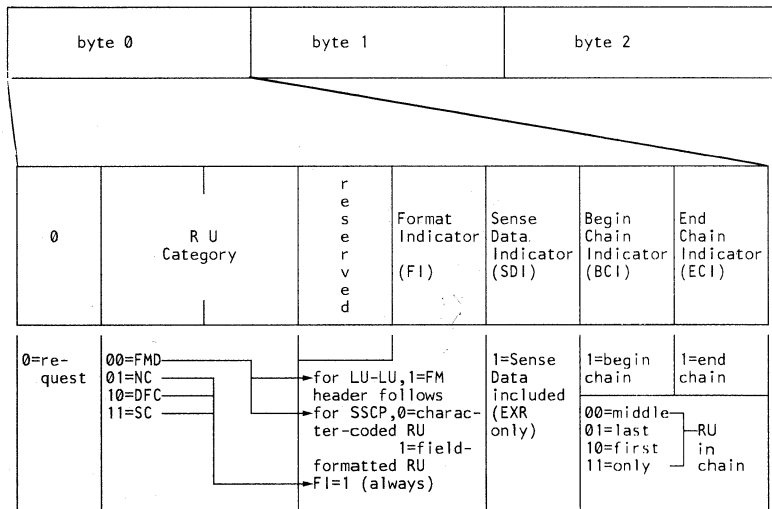 byte 0
byte 1
byte 2
0
R U
Category
reserved
Format
Indicator
(FI)
Sense
Data
Indicator
(SDI)
Begin
Chain
Indicator
(BCI)
End
Chain
Indicator
(ECI)
0=re-
quest
00=FMD
01=NC
10=DFC
11=SC
for LU-LU,1=FM
header follows
for SSCP,0=charac-
ter-coded RU
1=field-
formatted RU
FI=1 (always)
1=Sense
Data
included
(EXR
only)
1=begin
chain
1=end
chain
00=middle
01=last
10=first
11=only
RU
in
chain